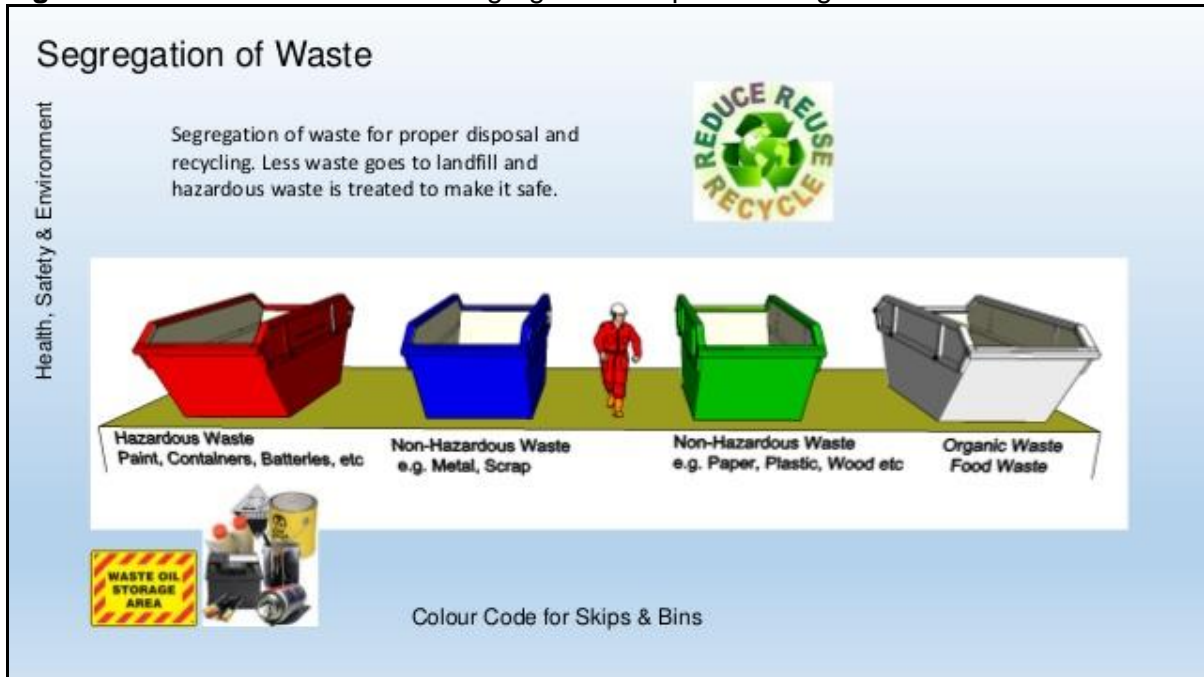 Segregation of Waste
Health, Safety & Environment
Segregation of waste for proper disposal and
recycling. Less waste goes to landfill and
hazardous waste is treated to make it safe.
REDUCE REUSE
RECYCLE
Hazardous Waste
Paint, Containers, Batteries, etc
Non-Hazardous Waste
e.g. Metal, Scrap
Non-Hazardous Waste
e.g. Paper, Plastic, Wood etc
Organic Waste
Food Waste
WASTE OIL
STORAGE
AREA
Colour Code for Skips & Bins